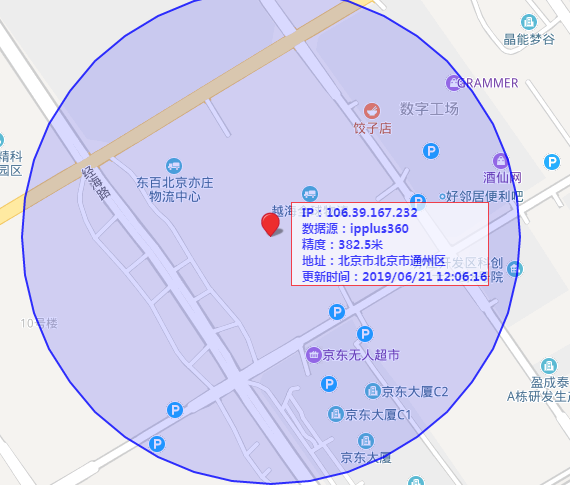 晶能梦谷
GRAMMER
数字工场
饺子店
精科
园区
酒仙网
经海路
东百北京亦庄
物流中心
好邻居便利吧
越海
IP：106.39.167.232
数据源：ipplus360
精度：382.5米
地址：北京市北京市通州区
更新时间：2019/06/21 12:06:16
开发区科创
院
10号楼
京东无人超市
京东大厦C2
京东大厦C1
京东大厦
盈成泰
A栋研发生产
P
P
P
P
P
P
P
P